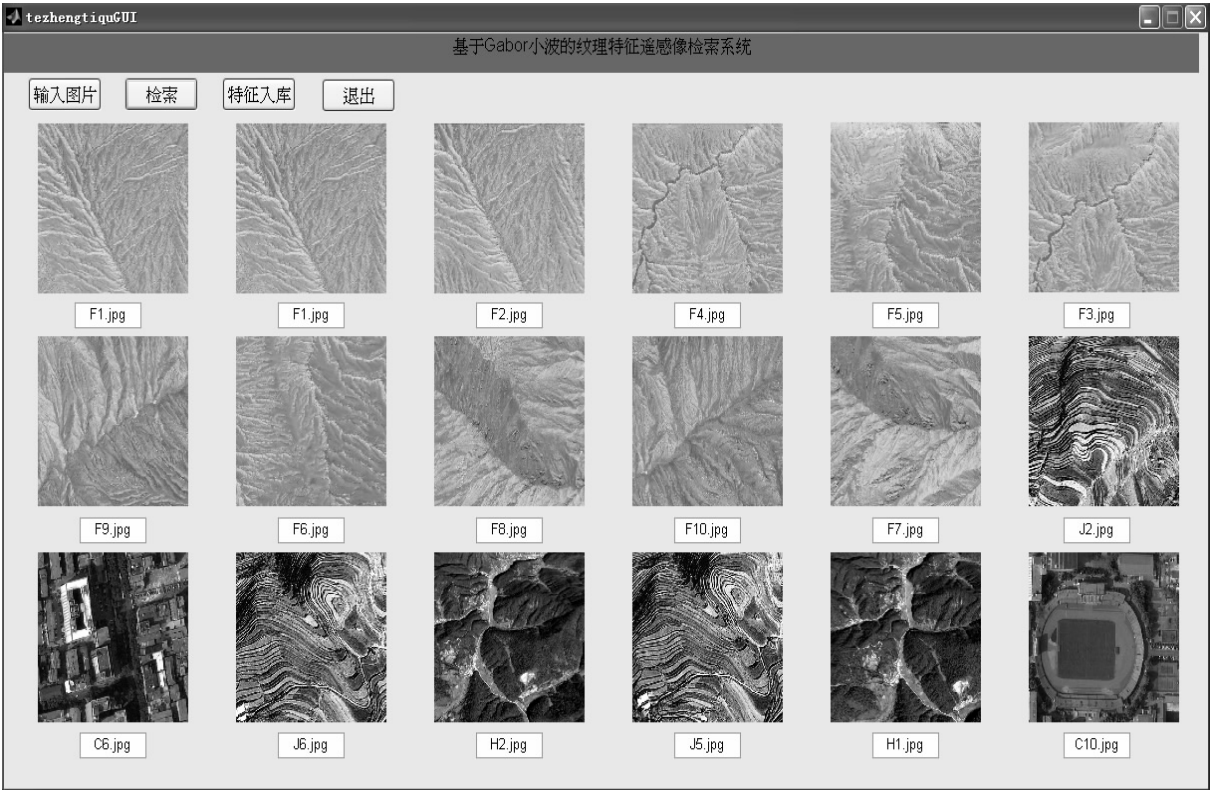 tezhengtiquGUI
基于Gabor小波的纹理特征遥感像检索系统
输入图片 检索 特征入库 退出
F1.jpg F1.jpg F2.jpg F4.jpg F5.jpg F3.jpg
F9.jpg F6.jpg F8.jpg F10.jpg F7.jpg J2.jpg
C6.jpg J6.jpg H2.jpg J5.jpg H1.jpg C10.jpg